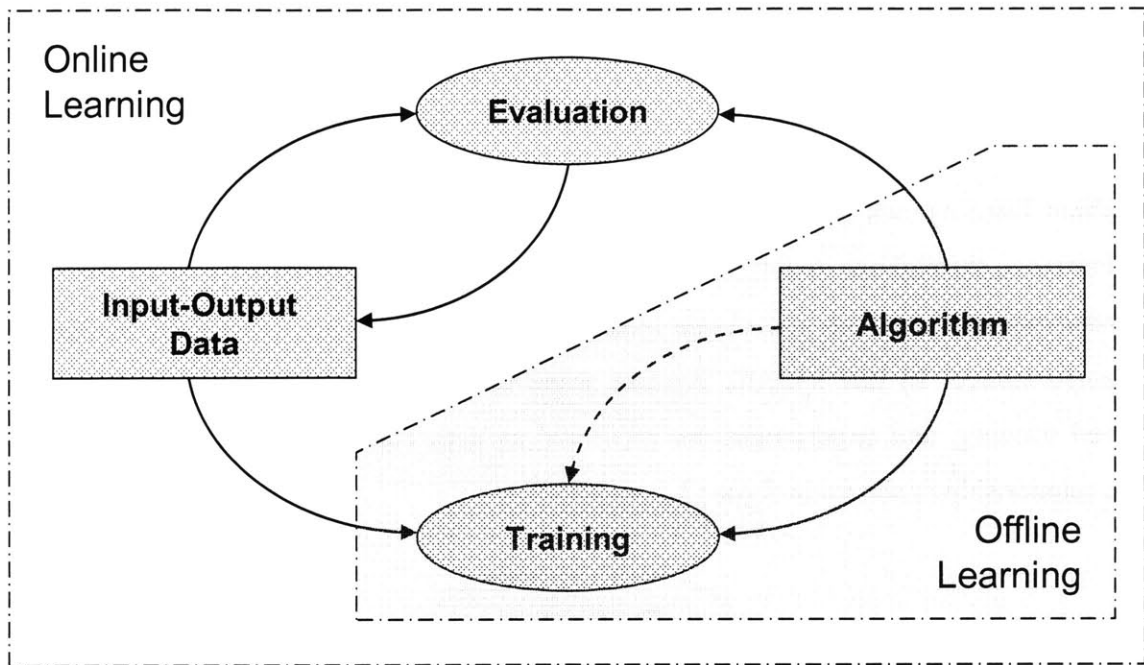 Online
Learning
Evaluation
Input-Output
Data
Algorithm
Training
Offline
Learning